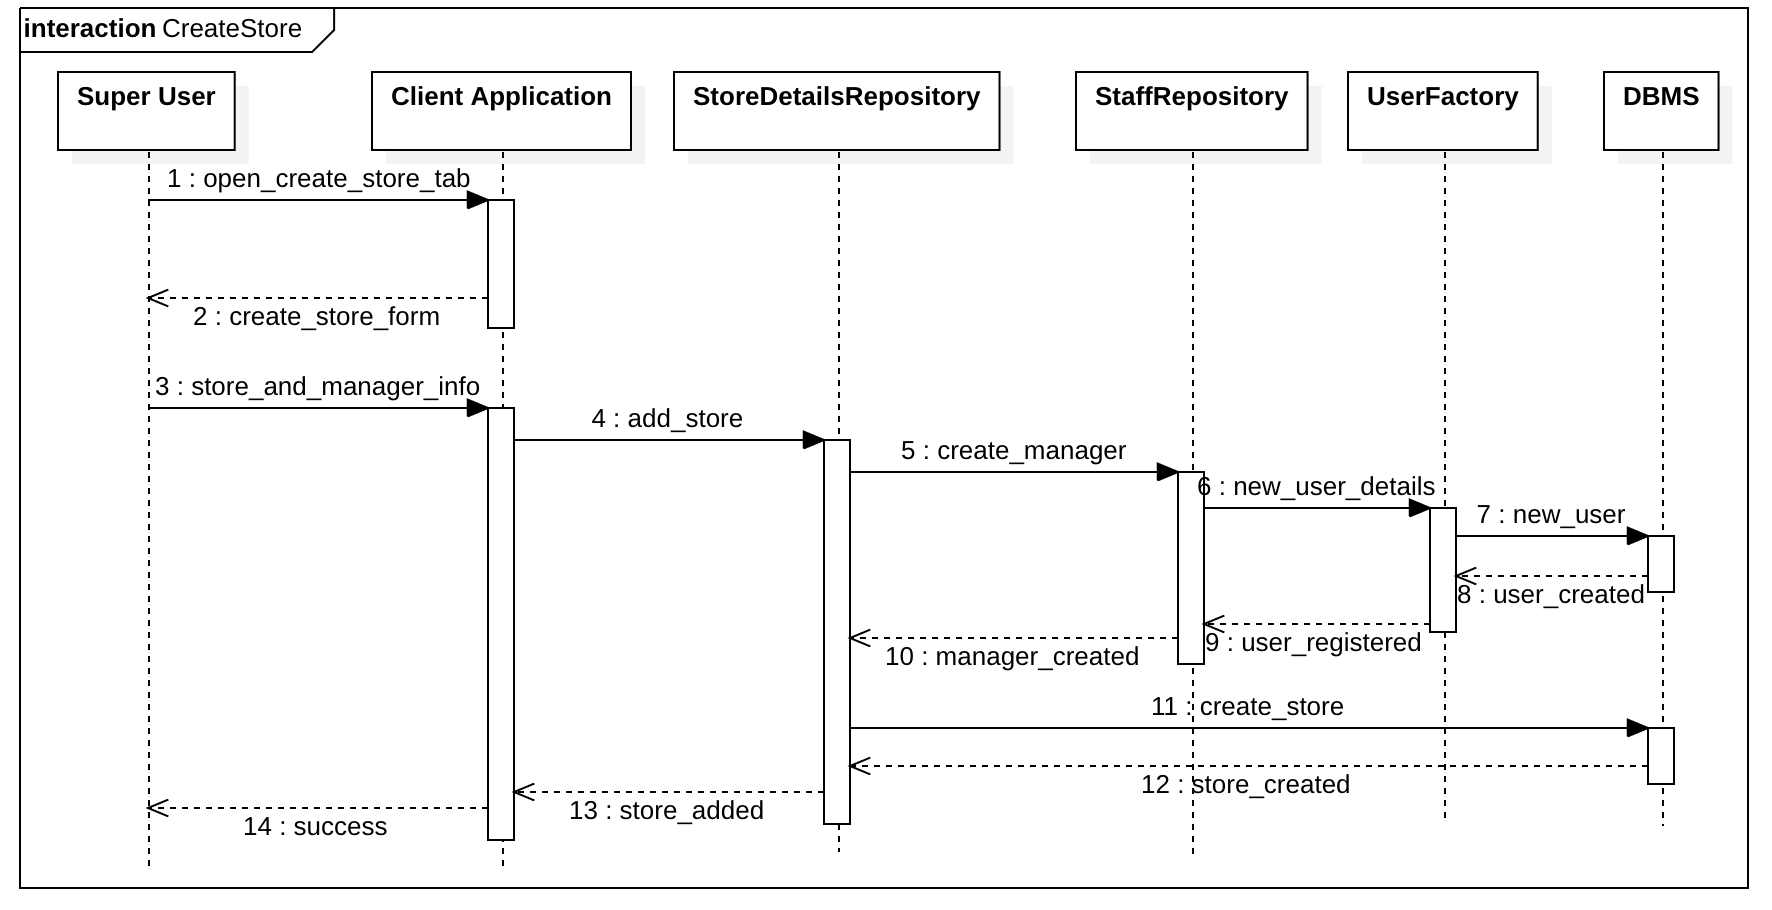 interaction CreateStore
Super User
Client Application
StoreDetailsRepository
StaffRepository
UserFactory
DBMS
1 : open_create_store_tab
2 : create_store_form
3 : store_and_manager_info
4 : add_store
5 : create_manager
6 : new_user_details
7 : new_user
8 : user_created
9 : user_registered
10 : manager_created
11 : create_store
12 : store_created
13 : store_added
14 : success